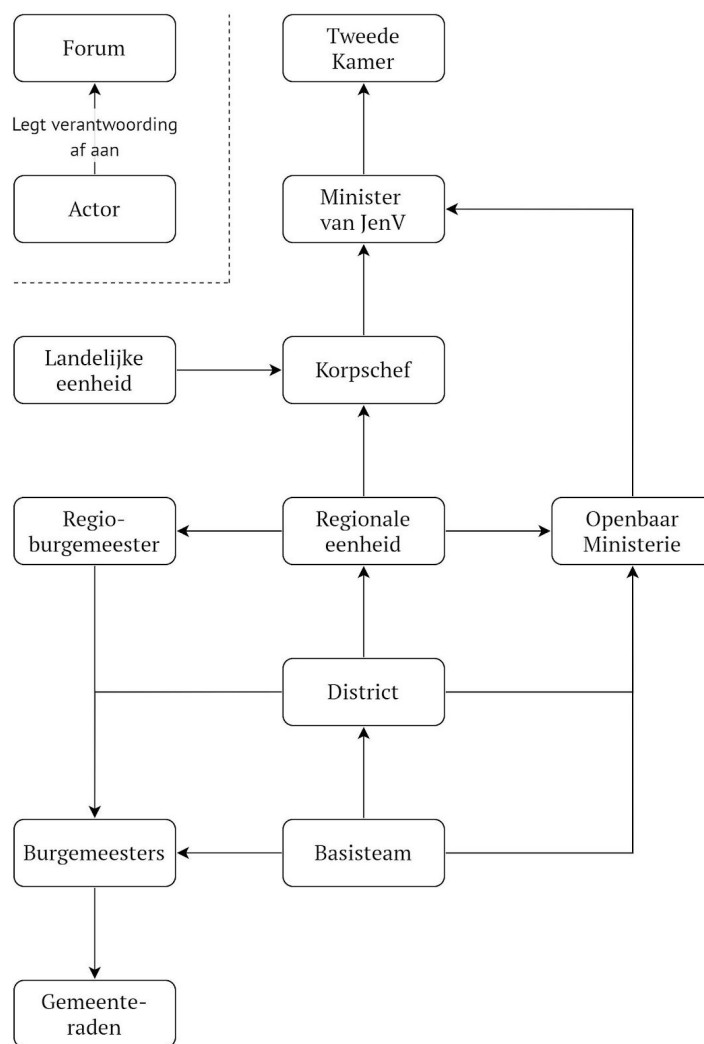 Forum
Legt verantwoording
af aan
Actor
Tweede
Kamer
Minister
van JenV
Landelijke
eenheid
Korpschef
Regio-
burgemeester
Regionale
eenheid
Openbaar
Ministerie
District
Burgemeesters
Basisteam
Gemeente-
raden